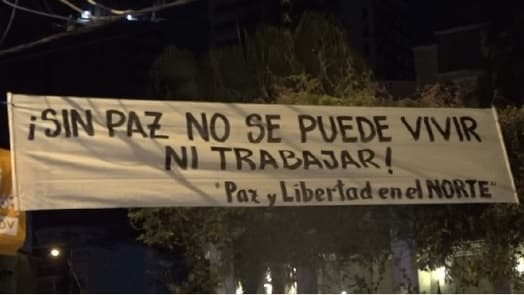 ¡SIN PAZ NO SE PUEDE VIVIR
NI TRABAJAR!
"Paz y Libertad en el NORTE"